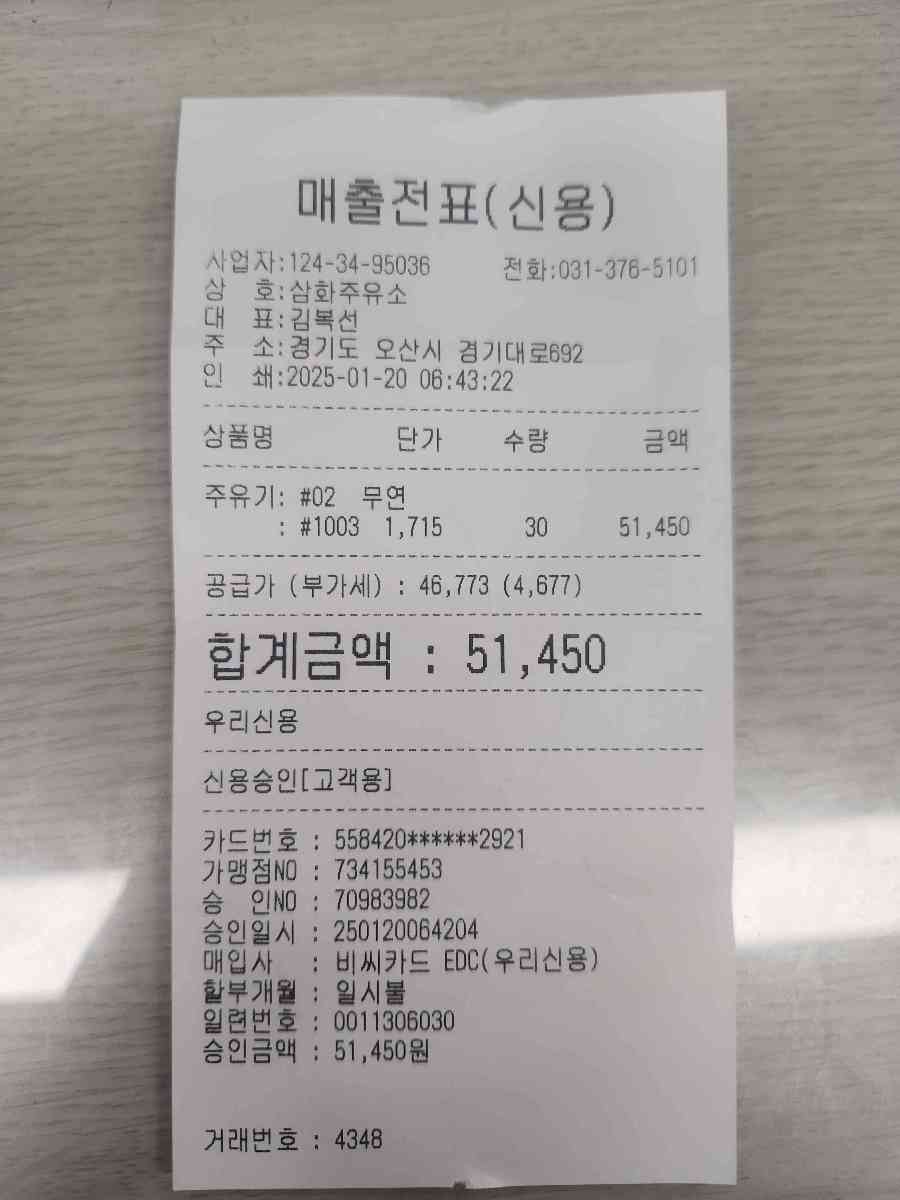 매출전표(신용)
사업자:124-34-95036 전화:031-376-5101
상 호:삼화주유소
대 표:김복선
주 소:경기도 오산시 경기대로692
인 쇄:2025-01-20 06:43:22
상품명 단가 수량 금액
주유기: #02 무연
: #1003 1,715 30 51,450
공급가 (부가세) : 46,773 (4,677)
합계금액 : 51,450
우리신용
신용승인[고객용]
카드번호 : 558420******2921
가맹점NO : 734155453
승 인NO : 70983982
승인일시 : 250120064204
매입사 : 비씨카드 EDC(우리신용)
할부개월 : 일시불
일련번호 : 0011306030
승인금액 : 51,450원
거래번호 : 4348